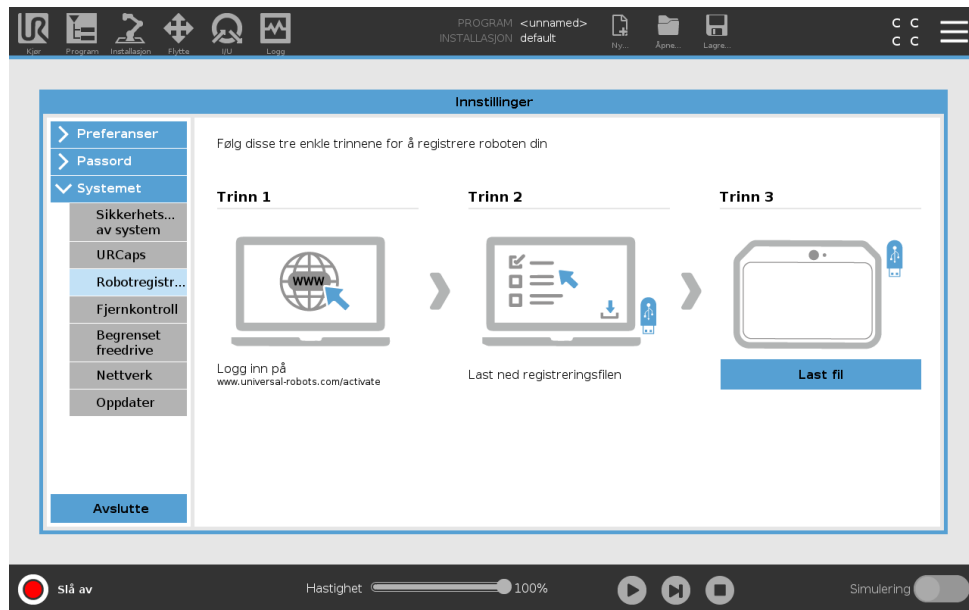 PROGRAM <unnamed>
INSTALLASJON default
Kjør
Program
Installasjon
Flytte
I/U
Logg
Ny...
Åpne...
Lagre...
C C
C C
Innstillinger
Preferanser
Passord
Systemet
Sikkerhets...
av system
URCaps
Robotregistr...
Fjernkontroll
Begrenset
freedrive
Nettverk
Oppdater
Avslutte
Følg disse tre enkle trinnene for å registrere roboten din
Trinn 1
www
Logg inn på
www.universal-robots.com/activate
Trinn 2
Last ned registreringsfilen
Trinn 3
Last fil
Slå av
Hastighet
100%
Simulering